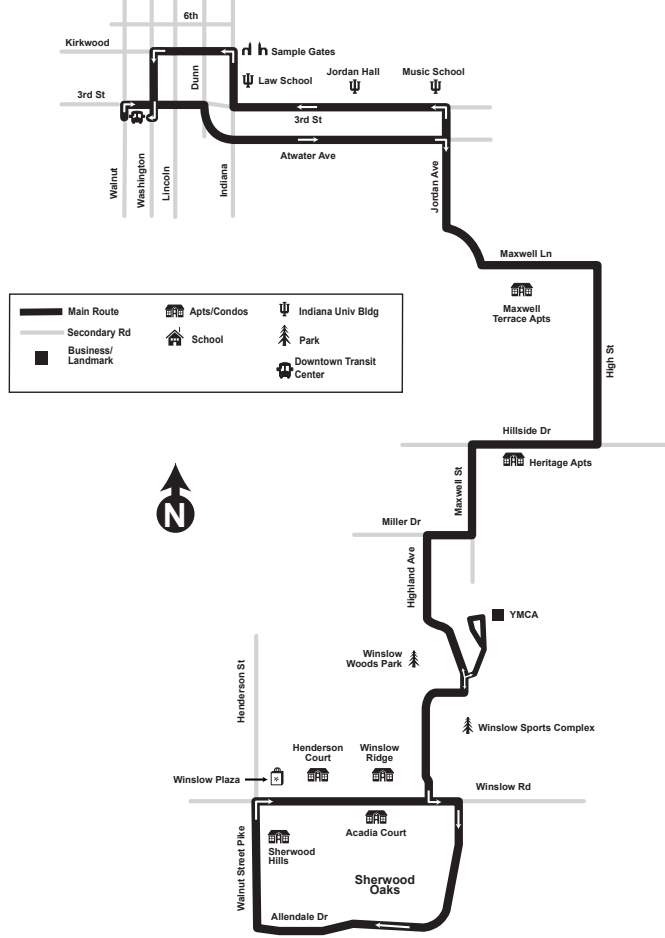 6th
Kirkwood
Sample Gates
Dunn
Law School
Jordan Hall
Music School
3rd St
3rd St
Atwater Ave
Walnut
Washington
Lincoln
Indiana
Jordan Ave
Maxwell Ln
Maxwell
Terrace Apts
High St
Main Route
Secondary Rd
Business/
Landmark
Apts/Condos
School
Indiana Univ Bldg
Park
Downtown Transit
Center
Hillside Dr
Heritage Apts
Maxwell St
N
Miller Dr
Highland Ave
YMCA
Winslow
Woods Park
Henderson St
Winslow Sports Complex
Henderson
Court
Winslow
Ridge
Winslow Plaza
Winslow Rd
Acadia Court
Walnut Street Pike
Sherwood
Hills
Sherwood
Oaks
Allendale Dr